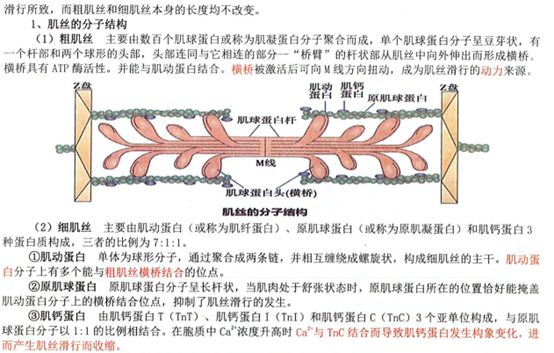 滑行所致，而粗肌丝和细肌丝本身的长度均不改变。
1、肌丝的分子结构
（1）粗肌丝　主要由数百个肌球蛋白或称为肌凝蛋白分子聚合而成，单个肌球蛋白分子呈豆芽状，有
一个杆部和两个球形的头部，头部连同与它相连的部分一“桥臂”的杆状部从肌丝中向外伸出而形成横桥。
横桥具有 ATP 酶活性。并能与肌动蛋白结合。横桥被激活后可向 M 线方向扭动，成为肌丝滑行的动力来源。
Z盘
肌球蛋白杆
肌动蛋白
肌钙蛋白
原肌球蛋白
Z盘
M线
肌球蛋白头(横桥)
肌丝的分子结构
（2）细肌丝　主要由肌动蛋白（或称为肌纤蛋白）、原肌球蛋白（或称为原肌凝蛋白）和肌钙蛋白 3
种蛋白质构成，三者的比例为 7:1:1。
①肌动蛋白　单体为球形分子，通过聚合成两条链，并相互缠绕成螺旋状，构成细肌丝的主干。肌动蛋
白分子上有多个能与粗肌丝横桥结合的位点。
②原肌球蛋白　原肌球蛋白分子呈长杆状，当肌肉处于舒张状态时，原肌球蛋白所在的位置恰好能掩盖
肌动蛋白分子上的横桥结合位点，抑制了肌丝的滑行。
③肌钙蛋白　由肌钙蛋白 T（TnT）、肌钙蛋白 I（TnI）和肌钙蛋白 C（TnC）3 个亚单位构成，与原肌
球蛋白分子以 1:1 的比例相结合。在胞质中 Ca²⁺浓度升高时 Ca²⁺与 TnC 结合而导致肌钙蛋白发生构象变化，进
而产生肌丝滑行而收缩。